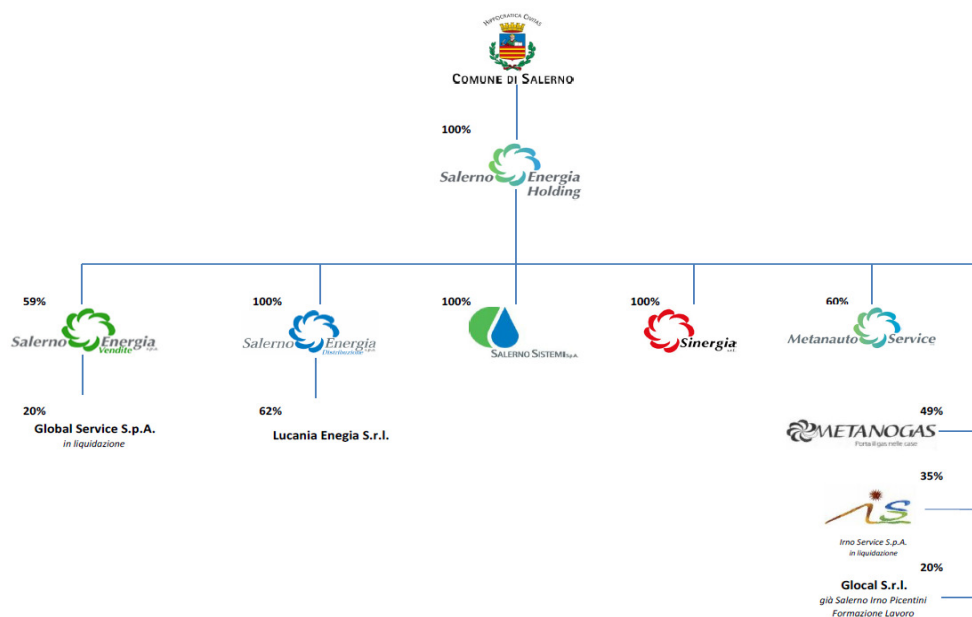 HIPPOCRATICA CIVITAS
COMUNE DI SALERNO
100%
Salerno Energia
Holding
59%
Salerno Energia
Vendite S.p.A.
100%
Salerno Energia
Distribuzione S.p.A.
100%
SALERNO SISTEMI S.p.A.
100%
Sinergia
60%
Metanauto Service
20%
Global Service S.p.A.
in liquidazione
62%
Lucania Enegia S.r.l.
49%
METANOGAS
Porta il gas nelle case
35%
Irno Service S.p.A.
in liquidazione
20%
Glocal S.r.l.
già Salerno Irno Picentini
Formazione Lavoro